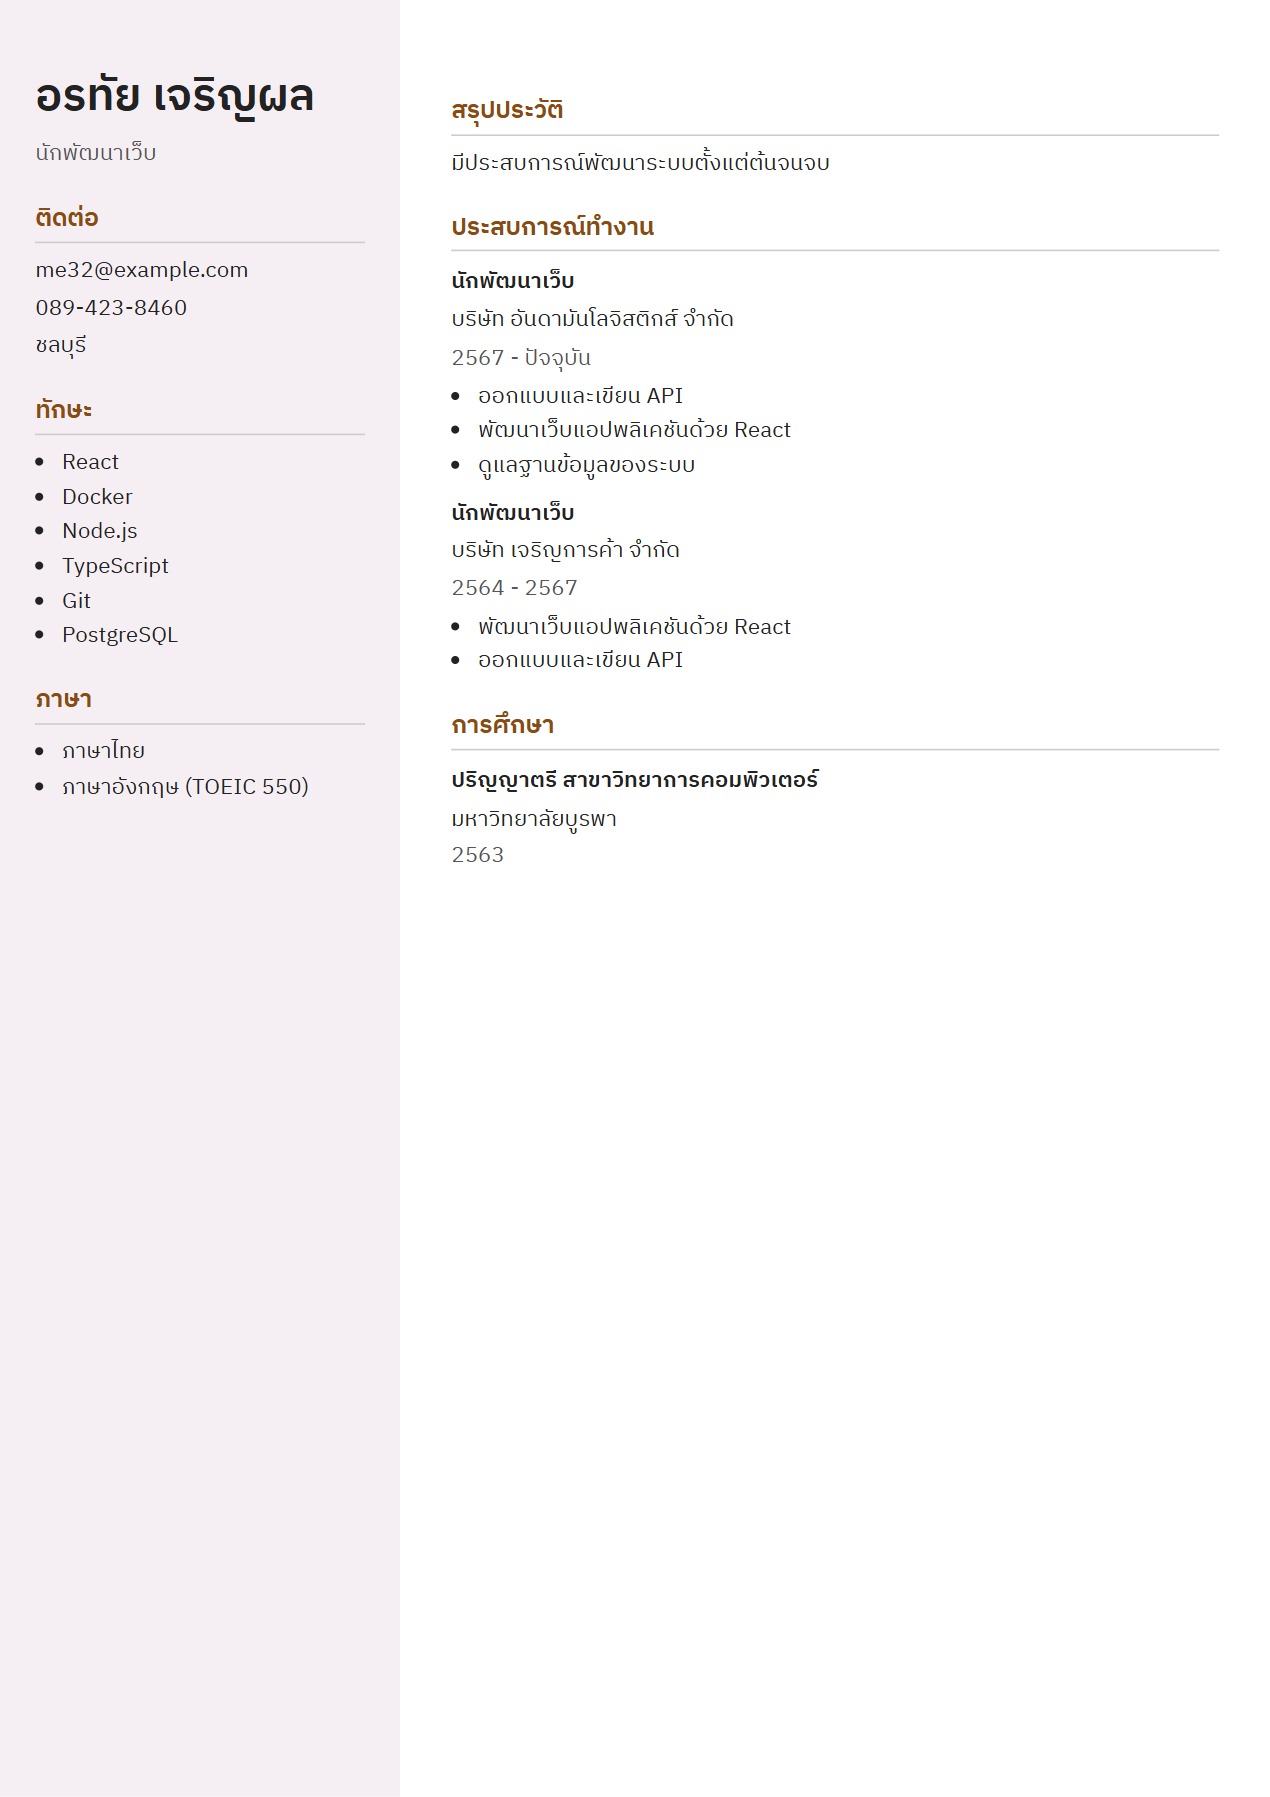 อรทัย เจริญผล
นักพัฒนาเว็บ
ติดต่อ
me32@example.com
089-423-8460
ชลบุรี
ทักษะ
React
Docker
Node.js
TypeScript
Git
PostgreSQL
ภาษา
ภาษาไทย
ภาษาอังกฤษ (TOEIC 550)
สรุปประวัติ
มีประสบการณ์พัฒนาระบบตั้งแต่ต้นจนจบ
ประสบการณ์ทำงาน
นักพัฒนาเว็บ
บริษัท อันดามันโลจิสติกส์ จำกัด
2567 - ปัจจุบัน
ออกแบบและเขียน API
พัฒนาเว็บแอปพลิเคชันด้วย React
ดูแลฐานข้อมูลของระบบ
นักพัฒนาเว็บ
บริษัท เจริญการค้า จำกัด
2564 - 2567
พัฒนาเว็บแอปพลิเคชันด้วย React
ออกแบบและเขียน API
การศึกษา
ปริญญาตรี สาขาวิทยาการคอมพิวเตอร์
มหาวิทยาลัยบูรพา
2563